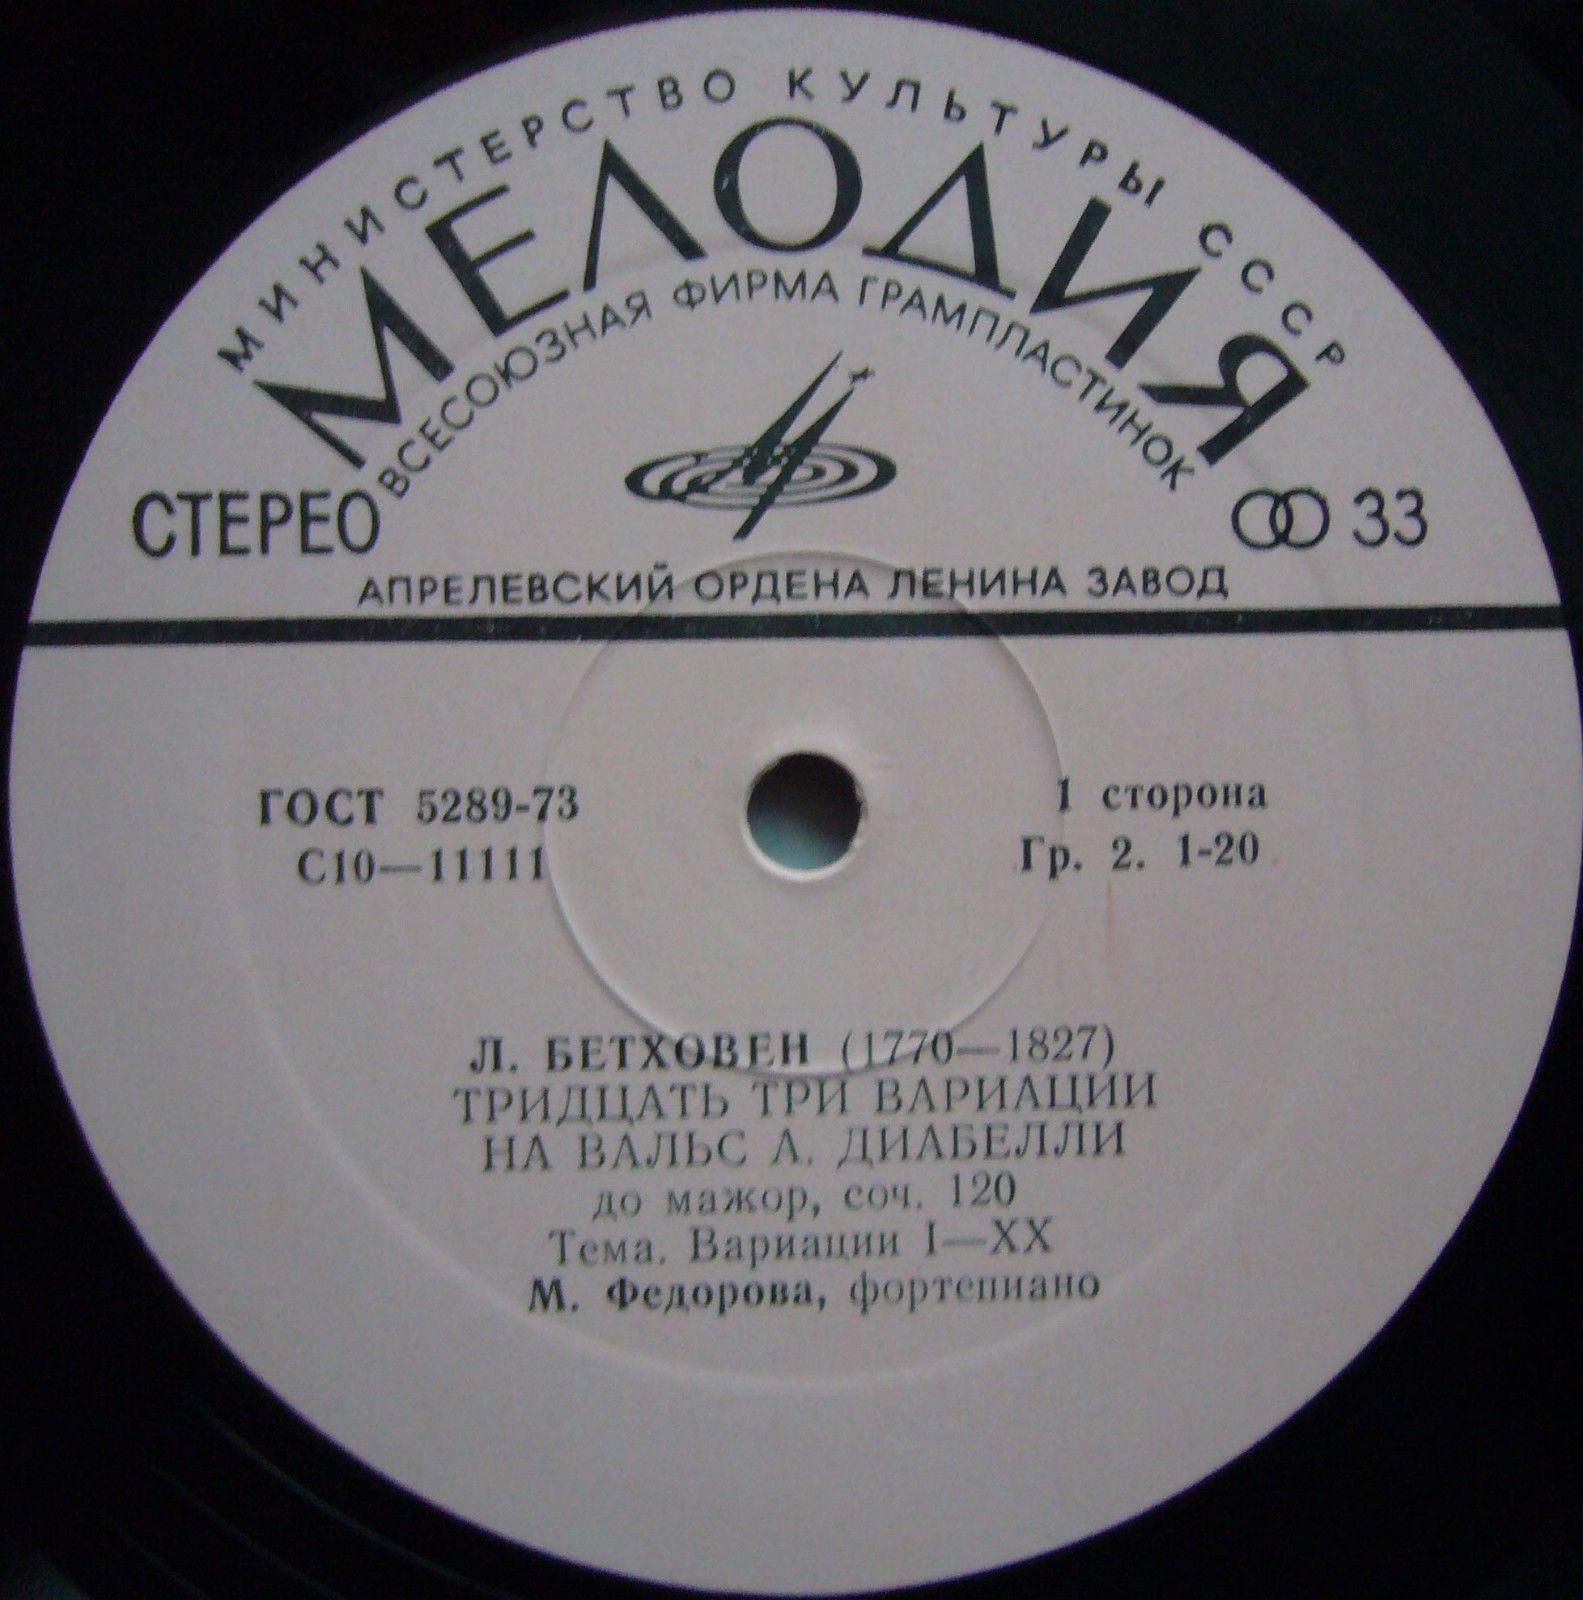 МИНИСТЕРСТВО КУЛЬТУРЫ СССР
МЕЛОДИЯ
ВСЕСОЮЗНАЯ ФИРМА ГРАМПЛАСТИНОК
СТЕРЕО
33
АПРЕЛЕВСКИЙ ОРДЕНА ЛЕНИНА ЗАВОД
ГОСТ 5289-73
С10—11111
1 сторона
Гр. 2. 1-20
Л. БЕТХОВЕН (1770—1827)
ТРИДЦАТЬ ТРИ ВАРИАЦИИ
НА ВАЛЬС А. ДИАБЕЛЛИ
до мажор, соч. 120
Тема. Вариации I—XX
М. Федорова, фортепиано